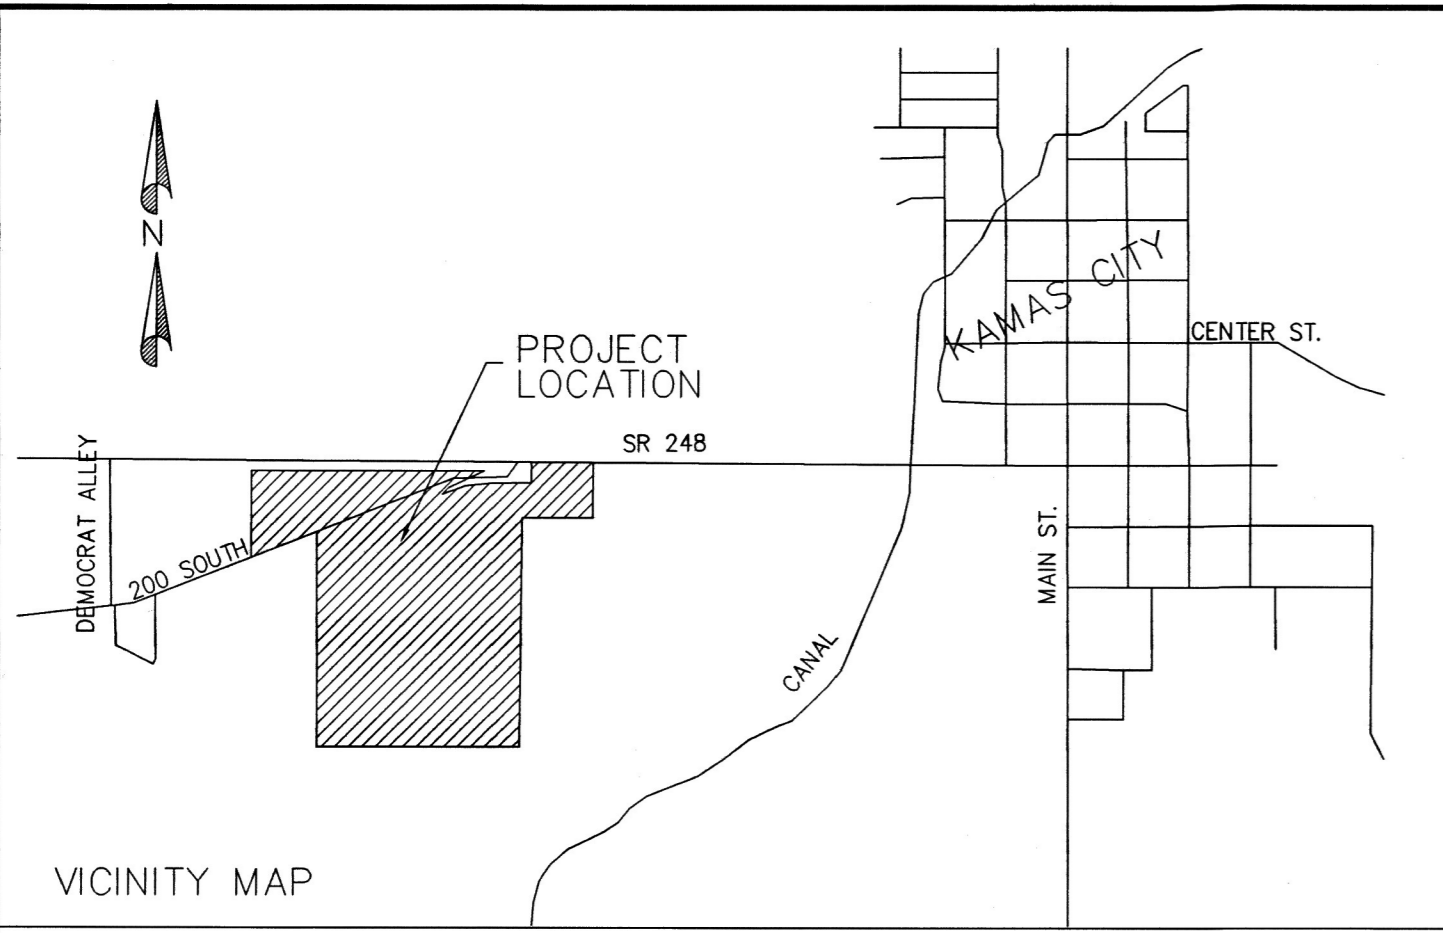 N
KAMAS CITY
CENTER ST.
PROJECT
LOCATION
SR 248
DEMOCRAT ALLEY
200 SOUTH
MAIN ST.
CANAL
VICINITY MAP